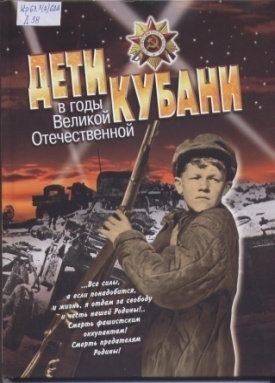 ДЕТИ
КУБАНИ
в годы
Великой
Отечественной
...Все силы,
а если понадобится,
и жизнь, я отдам за свободу
и честь нашей Родины!..
Смерть фашистским
оккупантам!
Смерть предателям
Родины!